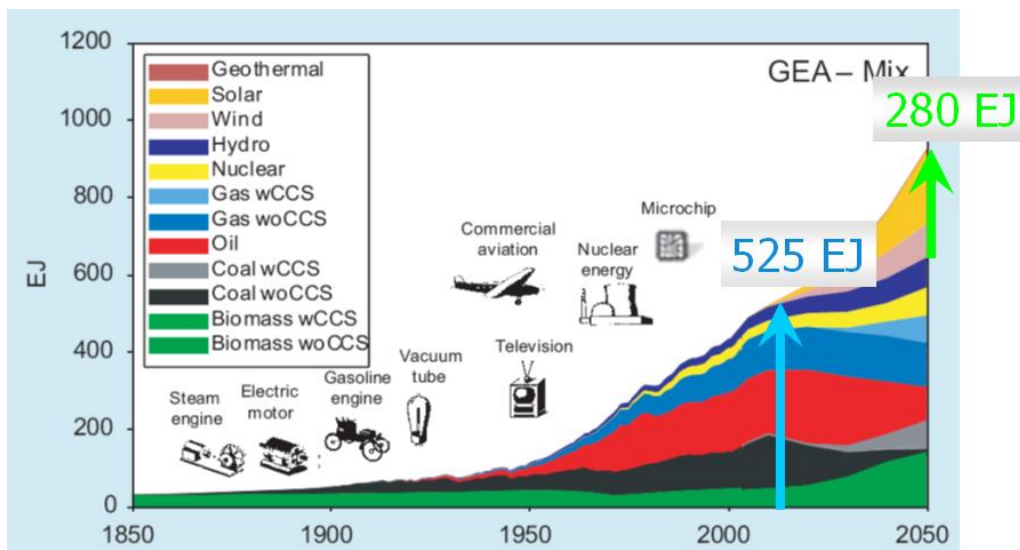 1200
1000
800
600
400
200
0
EJ
Geothermal
Solar
Wind
Hydro
Nuclear
Gas wCCS
Gas woCCS
Oil
Coal wCCS
Coal woCCS
Biomass wCCS
Biomass woCCS
GEA – Mix
280 EJ
525 EJ
Steam
engine
Electric
motor
Gasoline
engine
Vacuum
tube
Television
Commercial
aviation
Nuclear
energy
Microchip
1850
1900
1950
2000
2050